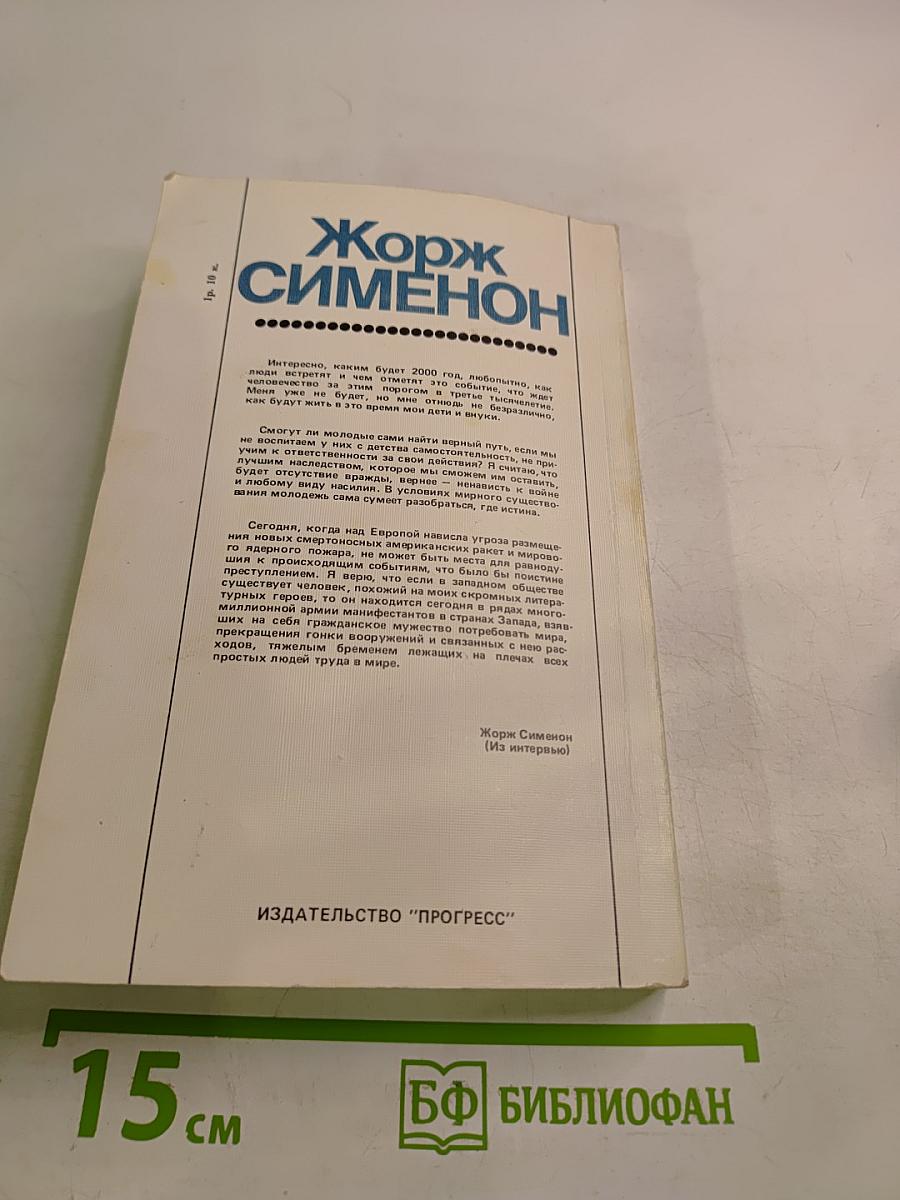 1р. 10 к.
Жорж
СИМЕНОН
Интересно, каким будет 2000 год, любопытно, как
люди встретят и чем отметят это событие, что ждет
человечество за этим порогом в третье тысячелетие.
Меня уже не будет, но мне отнюдь не безразлично,
как будут жить в это время мои дети и внуки.
Смогут ли молодые сами найти верный путь, если мы
не воспитаем у них с детства самостоятельность, не при-
учим к ответственности за свои действия? Я считаю, что
лучшим наследством, которое мы сможем им оставить,
будет отсутствие вражды, вернее — ненависть к войне
и любому виду насилия. В условиях мирного существо-
вания молодежь сама сумеет разобраться, где истина.
Сегодня, когда над Европой нависла угроза размеще-
ния новых смертоносных американских ракет и мирово-
го ядерного пожара, не может быть места для равноду-
шия к происходящим событиям, что было бы поистине
преступлением. Я верю, что если в западном обществе
существует человек, похожий на моих скромных литера-
турных героев, то он находится сегодня в рядах много-
миллионной армии манифестантов в странах Запада, взяв-
ших на себя гражданское мужество потребовать мира,
прекращения гонки вооружений и связанных с нею рас-
ходов, тяжелым бременем лежащих на плечах всех
простых людей труда в мире.
Жорж Сименон
(Из интервью)
ИЗДАТЕЛЬСТВО "ПРОГРЕСС"
15 см
БФ БИБЛИОФАН